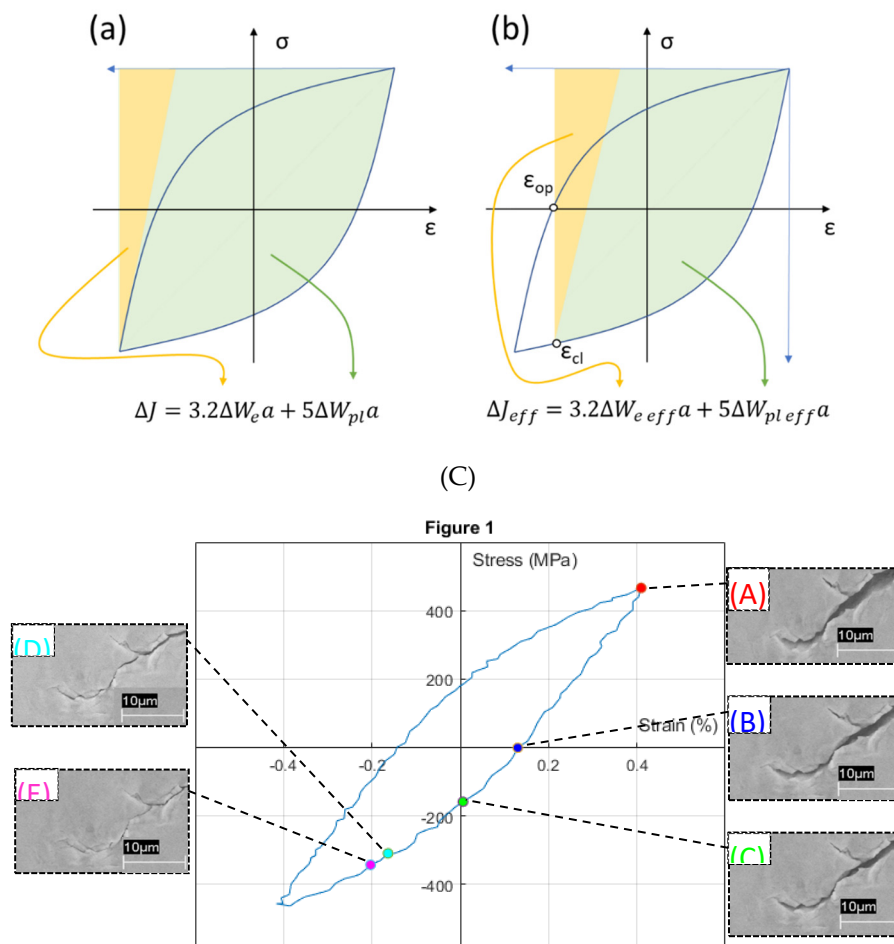 (a)
σ
ε
ΔJ = 3.2ΔW_e a + 5ΔW_pl a
(b)
σ
ε_op
ε
ε_cl
ΔJ_eff = 3.2ΔW_e eff a + 5ΔW_pl eff a
(C)
Figure 1
Stress (MPa)
400
200
-200
-400
Strain (%)
-0.4
-0.2
0.2
0.4
(A)
10μm
(B)
10μm
(C)
10μm
(D)
10μm
(E)
10μm